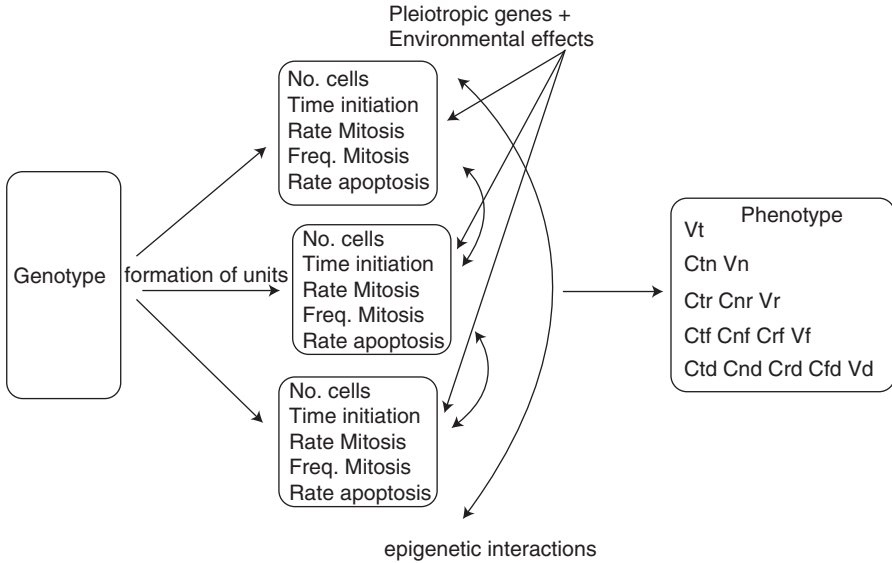 Pleiotropic genes +
Environmental effects
No. cells
Time initiation
Rate Mitosis
Freq. Mitosis
Rate apoptosis
Genotype
formation of units
No. cells
Time initiation
Rate Mitosis
Freq. Mitosis
Rate apoptosis
No. cells
Time initiation
Rate Mitosis
Freq. Mitosis
Rate apoptosis
Phenotype
Vt
Ctn Vn
Ctr Cnr Vr
Ctf Cnf Crf Vf
Ctd Cnd Crd Cfd Vd
epigenetic interactions